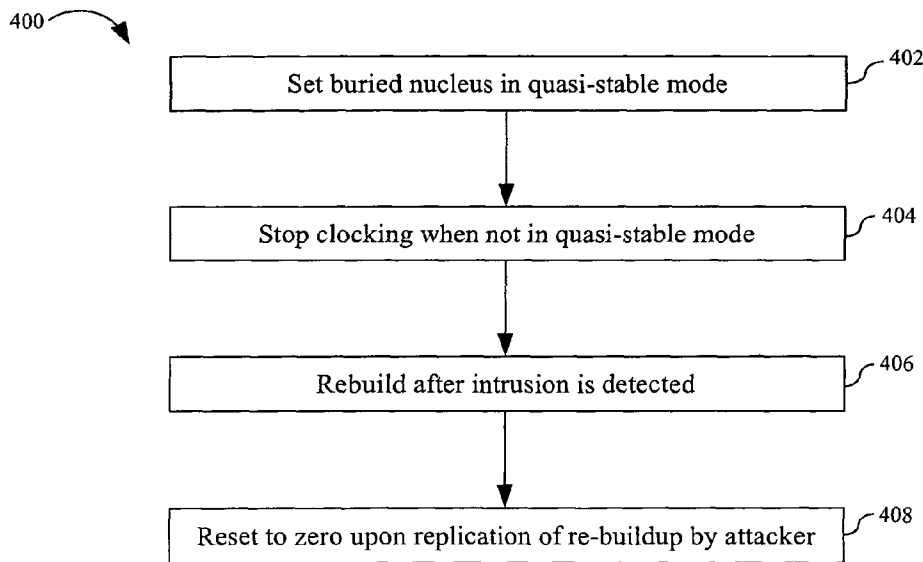 400
402
Set buried nucleus in quasi-stable mode
404
Stop clocking when not in quasi-stable mode
406
Rebuild after intrusion is detected
408
Reset to zero upon replication of re-buildup by attacker